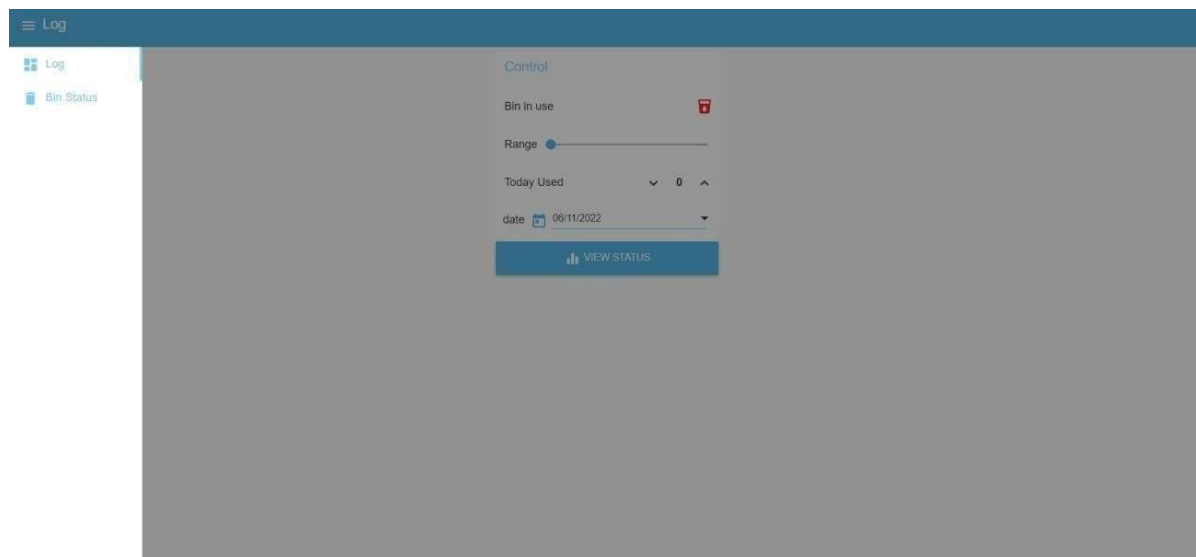 Log
Log
Bin Status
Control
Bin in use
Range
Today Used 0
date 06/11/2022
VIEW STATUS